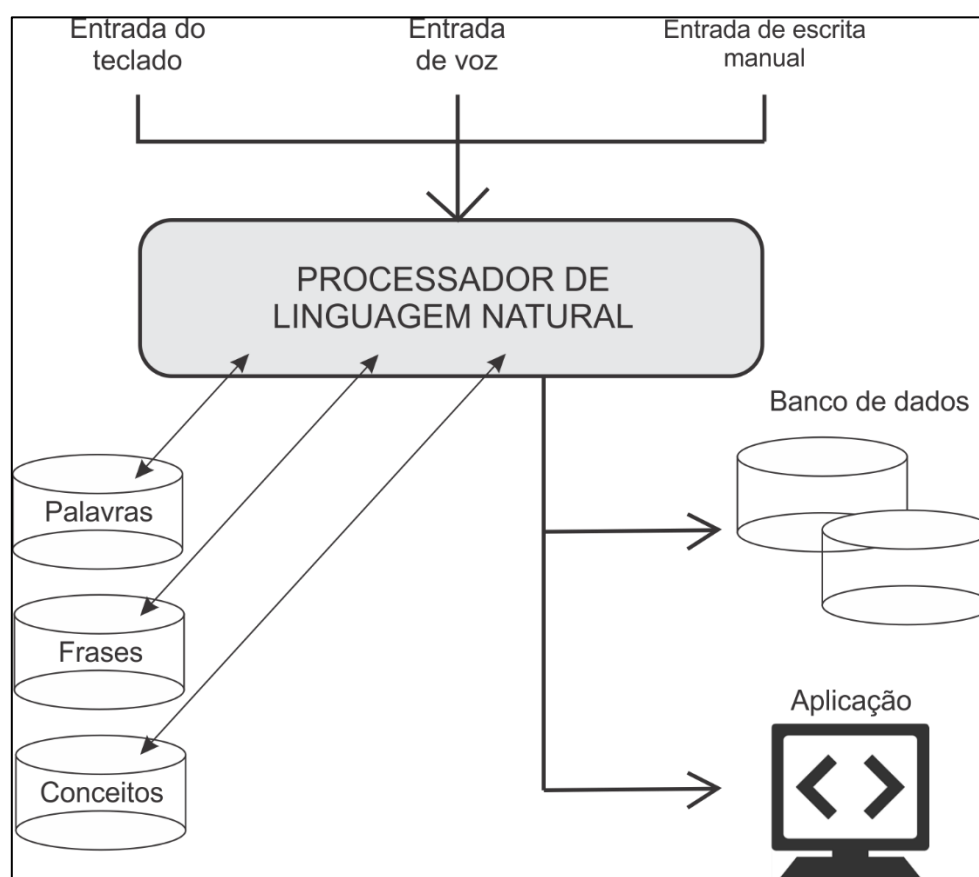 Entrada do
teclado
Entrada
de voz
Entrada de escrita
manual
PROCESSADOR DE
LINGUAGEM NATURAL
Banco de dados
Palavras
Frases
Aplicação
Conceitos